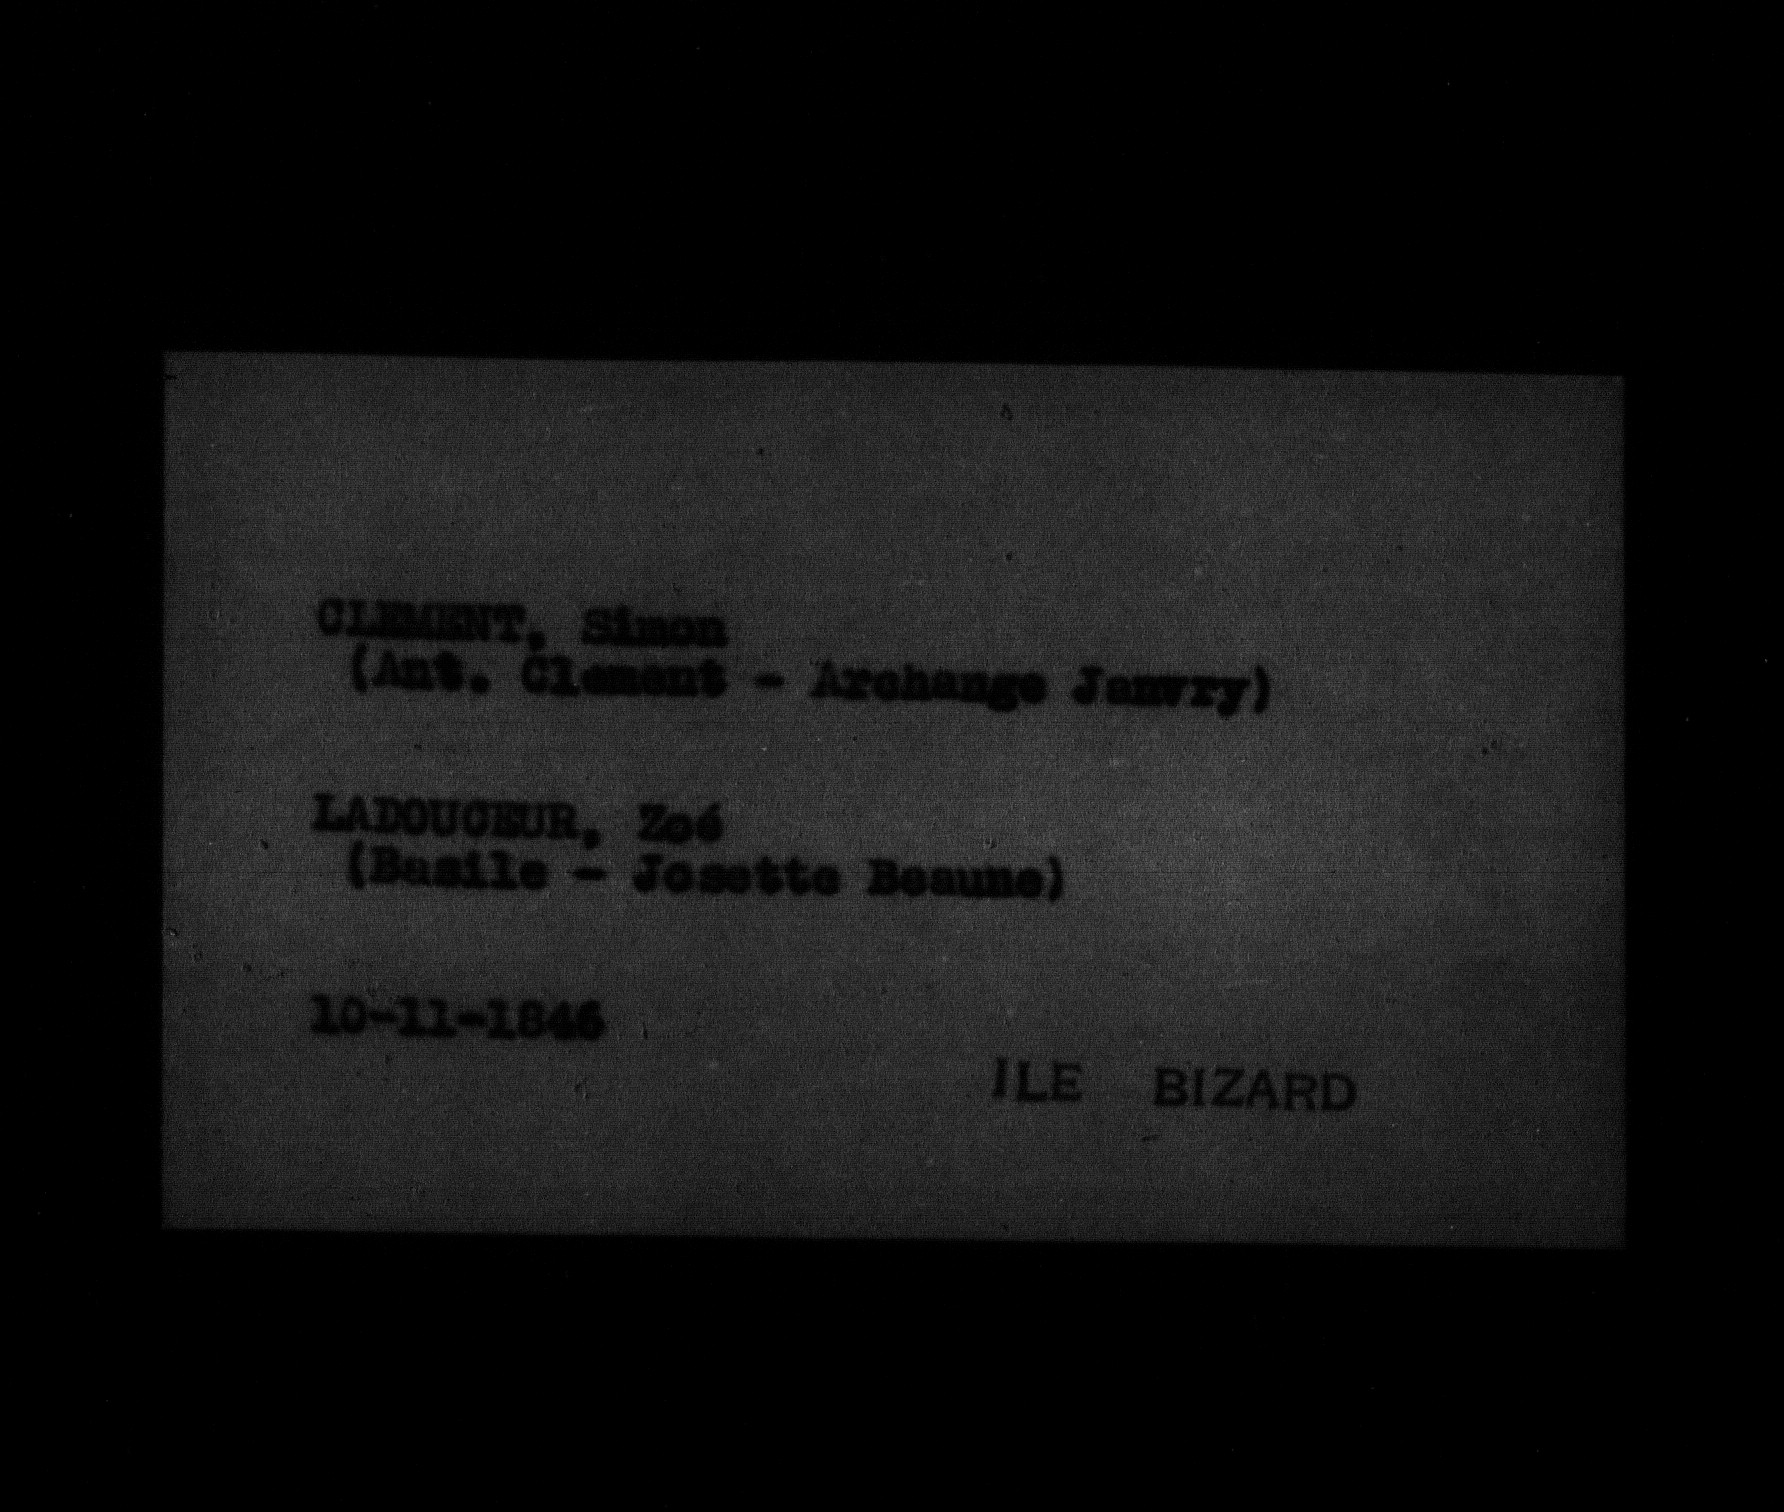 CLEMENT, Simon
(Ant. Clement - Archange Janvry)
LADOUCEUR, Zoé
(Basile - Josette Beaune)
10-11-1846
ILE BIZARD